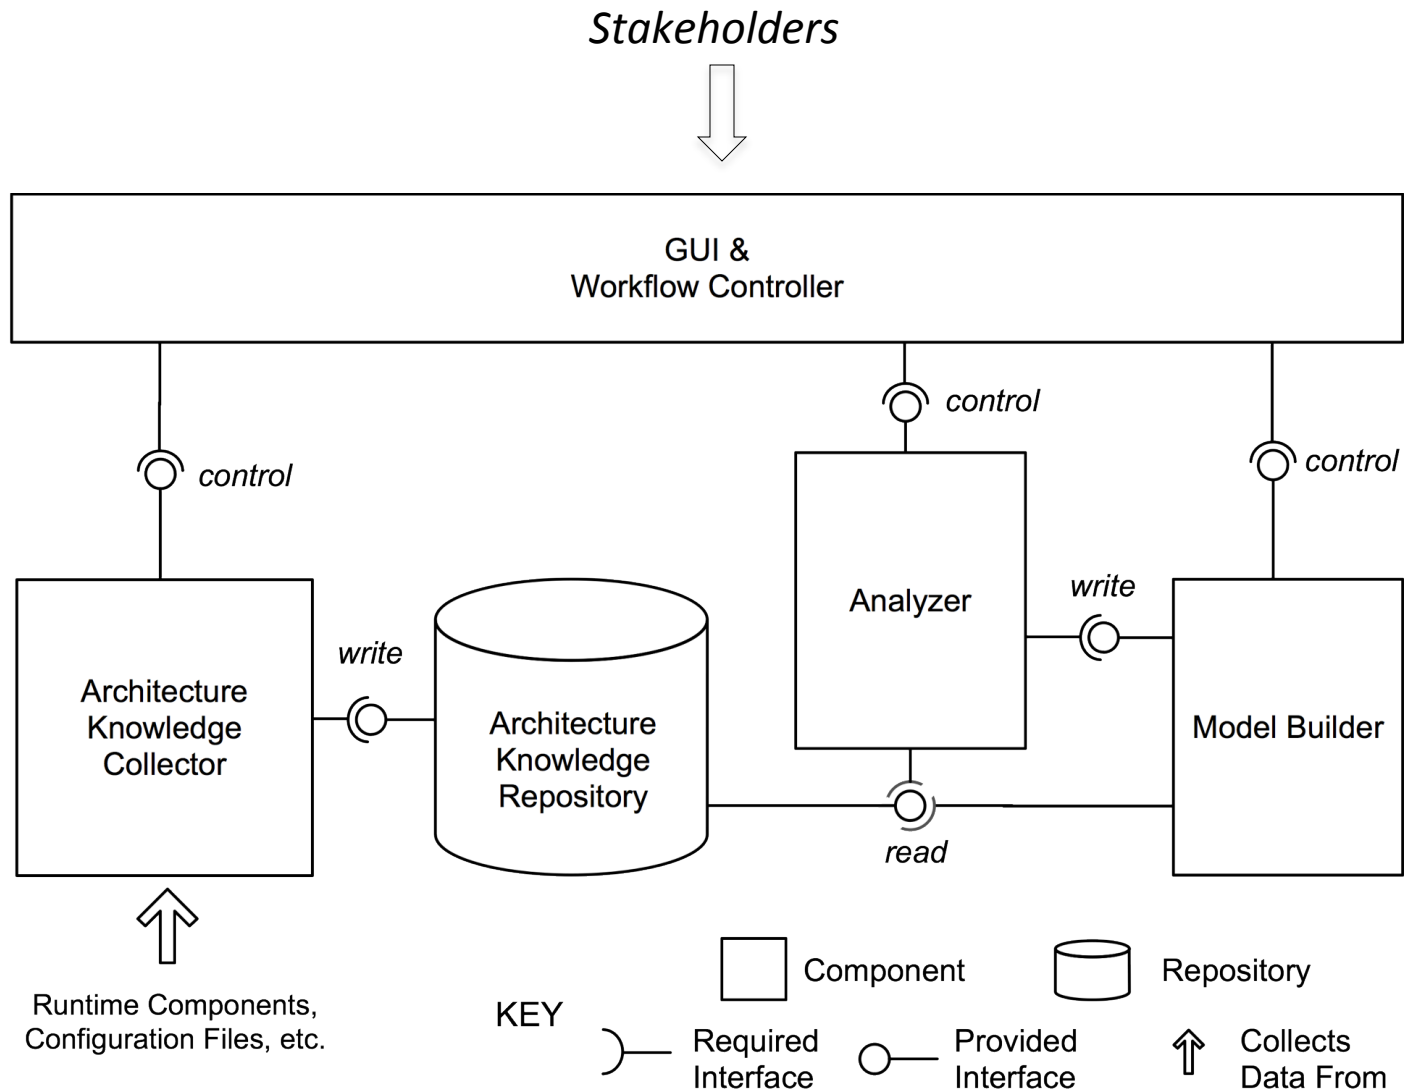 Stakeholders
GUI &
Workflow Controller
control
control
control
Analyzer
write
write
Architecture
Knowledge
Collector
Architecture
Knowledge
Repository
Model Builder
read
Runtime Components,
Configuration Files, etc.
KEY
Component
Repository
Required
Interface
Provided
Interface
Collects
Data From